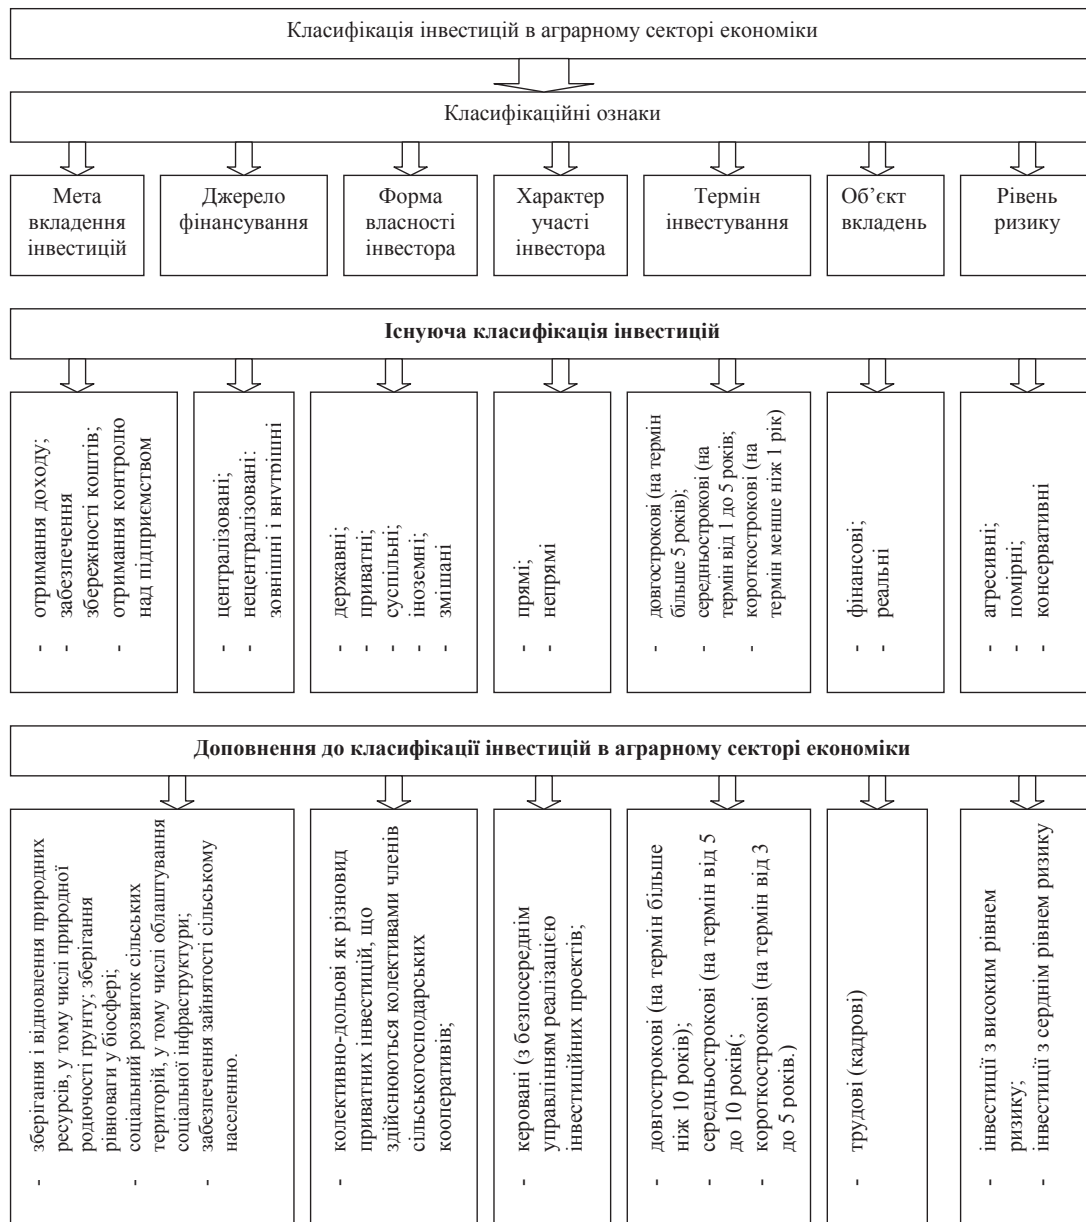 Класифікація інвестицій в аграрному секторі економіки
Класифікаційні ознаки
Мета
вкладення
інвестицій
Джерело
фінансування
Форма
власності
інвестора
Характер
участі
інвестора
Термін
інвестування
Об’єкт
вкладень
Рівень
ризику
Існуюча класифікація інвестицій
- отримання доходу;
- забезпечення
збережності коштів;
- отримання контролю
над підприємством
- централізовані;
- нецентралізовані:
зовнішні і внутрішні
- державні;
- приватні;
- суспільні;
- іноземні;
- змішані
- прямі;
- непрямі
- довгострокові (на термін
більше 5 років);
- середньострокові (на
термін від 1 до 5 років;
- короткострокові (на
термін менше ніж 1 рік)
- фінансові;
- реальні
- агресивні;
- помірні;
- консервативні
Доповнення до класифікації інвестицій в аграрному секторі економіки
- зберігання і відновлення природних
ресурсів, у тому числі природної
родючості ґрунту; зберігання
рівноваги у біосфері;
- соціальний розвиток сільських
територій, у тому числі облаштування
соціальної інфраструктури;
- забезпечення зайнятості сільському
населенню.
- колективно-дольові як різновид
приватних інвестицій, що
здійснюються колективами членів
сільськогосподарських
кооперативів;
- керовані (з безпосереднім
управлінням реалізацією
інвестиційних проектів;
- довгострокові (на термін більше
ніж 10 років);
- середньострокові (на термін від 5
до 10 років(;
- короткострокові (на термін від 3
до 5 років.)
- трудові (кадрові)
- інвестиції з високим рівнем
ризику;
- інвестиції з серднім рівнем ризику